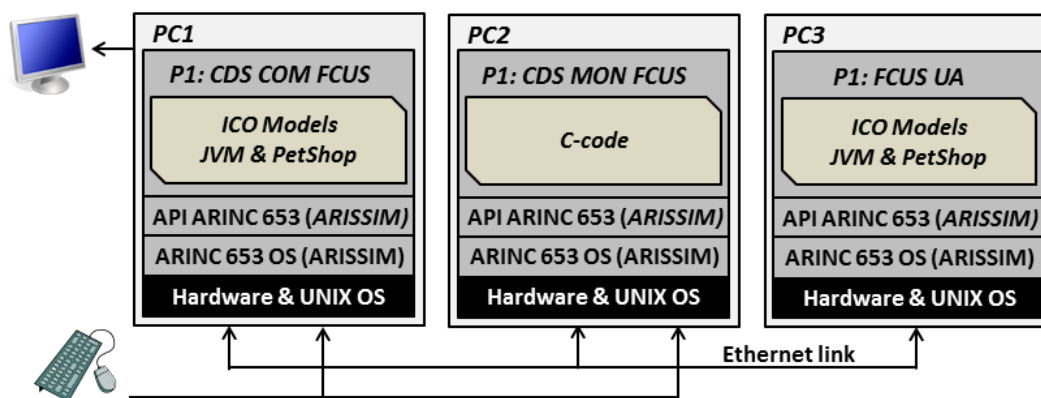 PC1
P1: CDS COM FCUS
ICO Models
JVM & PetShop
API ARINC 653 (ARISSIM)
ARINC 653 OS (ARISSIM)
Hardware & UNIX OS
PC2
P1: CDS MON FCUS
C-code
API ARINC 653 (ARISSIM)
ARINC 653 OS (ARISSIM)
Hardware & UNIX OS
PC3
P1: FCUS UA
ICO Models
JVM & PetShop
API ARINC 653 (ARISSIM)
ARINC 653 OS (ARISSIM)
Hardware & UNIX OS
Ethernet link